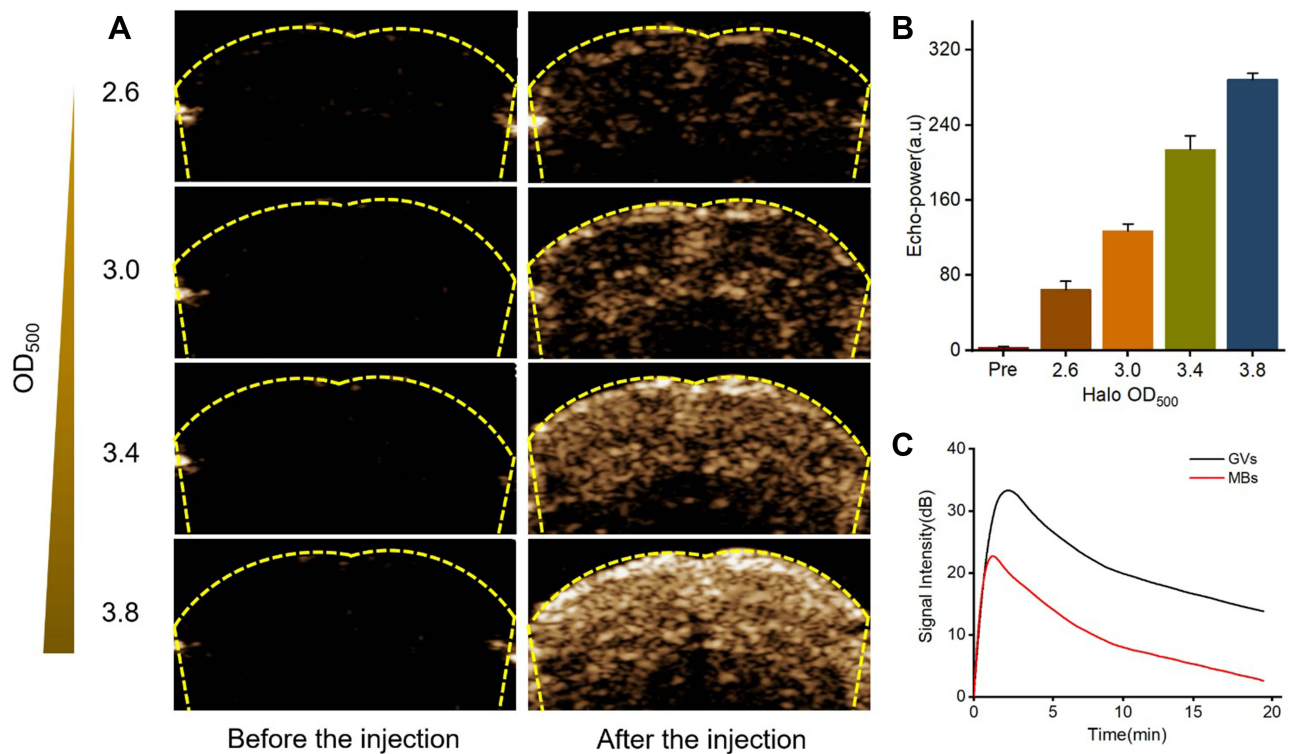 A
OD500
2.6
3.0
3.4
3.8
Before the injection
After the injection
B
Echo-power(a.u)
320
240
160
80
0
Pre 2.6 3.0 3.4 3.8
Halo OD500
C
Signal Intensity(dB)
40
30
20
10
0
GVs
MBs
0 5 10 15 20
Time(min)